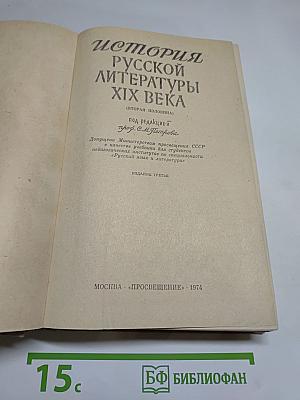 ИСТОРИЯ
РУССКОЙ
ЛИТЕРАТУРЫ
XIX ВЕКА
(ВТОРАЯ ПОЛОВИНА)
ПОД РЕДАКЦИЕЙ
проф. С. М. Петрова
Допущено Министерством просвещения СССР
в качестве учебника для студентов
педагогических институтов по специальности
«Русский язык и литература»
ИЗДАНИЕ ТРЕТЬЕ
МОСКВА · «ПРОСВЕЩЕНИЕ» · 1974
15с
БФ БИБЛИОФАН